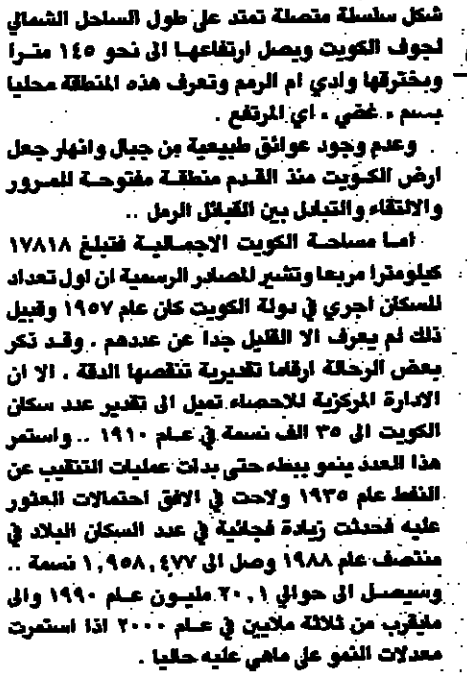 شكل سلسلة متصلة تمتد على طول الساحل الشمالي
لجوف الكويت ويصل ارتفاعها الى نحو ١٤٥ مترا
ويخترقها وادي ام الرمم وتعرف هذه المنطقة محليا
باسم « غضي » اي المرتفع .
وعدم وجود عوائق طبيعية من جبال وانهار جعل
ارض الكويت منذ القدم منطقة مفتوحة للمرور
والالتقاء والتبادل بين القبائل الرحل ..
اما مساحة الكويت الاجمالية فتبلغ ١٧٨١٨
كيلومترا مربعا وتشير المصادر الرسمية ان اول تعداد
للسكان اجري في دولة الكويت كان عام ١٩٥٧ وقبيل
ذلك لم يعرف الا القليل جدا عن عددهم . وقد ذكر
بعض الرحالة ارقاما تقديرية تنقصها الدقة . الا ان
الادارة المركزية للاحصاء تميل الى تقدير عدد سكان
الكويت الى ٣٥ الف نسمة في عام ١٩١٠ .. واستمر
هذا العدد ينمو ببطء حتى بدات عمليات التنقيب عن
النفط عام ١٩٣٥ ولاحت في الافق احتمالات العثور
عليه فحدثت زيادة فجائية في عدد السكان البلاد في
منتصف عام ١٩٨٨ وصل الى ١,٩٥٨,٤٧٧ نسمة ..
وسيصل الى حوالي ٢٠,١ مليون عام ١٩٩٠ والى
مايقرب من ثلاثة ملايين في عام ٢٠٠٠ اذا استمرت
معدلات النمو على ماهي عليه حاليا .